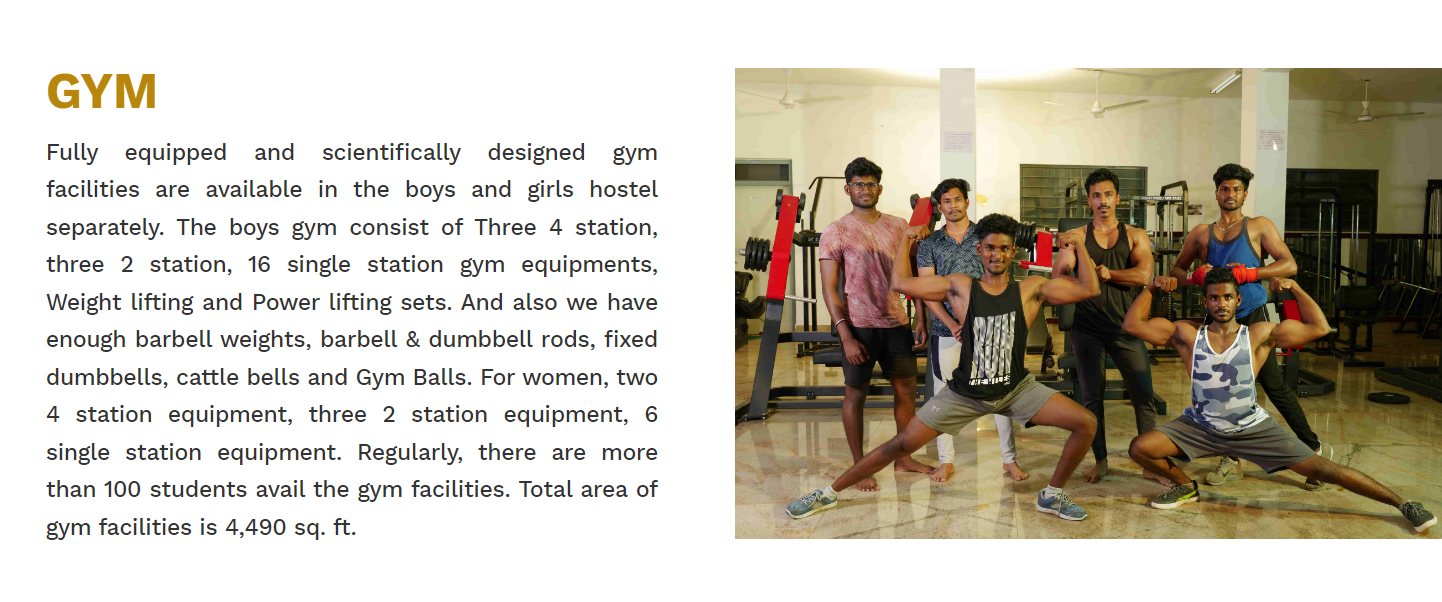 GYM
Fully equipped and scientifically designed gym
facilities are available in the boys and girls hostel
separately. The boys gym consist of Three 4 station,
three 2 station, 16 single station gym equipments,
Weight lifting and Power lifting sets. And also we have
enough barbell weights, barbell & dumbbell rods, fixed
dumbbells, cattle bells and Gym Balls. For women, two
4 station equipment, three 2 station equipment, 6
single station equipment. Regularly, there are more
than 100 students avail the gym facilities. Total area of
gym facilities is 4,490 sq. ft.
RUN